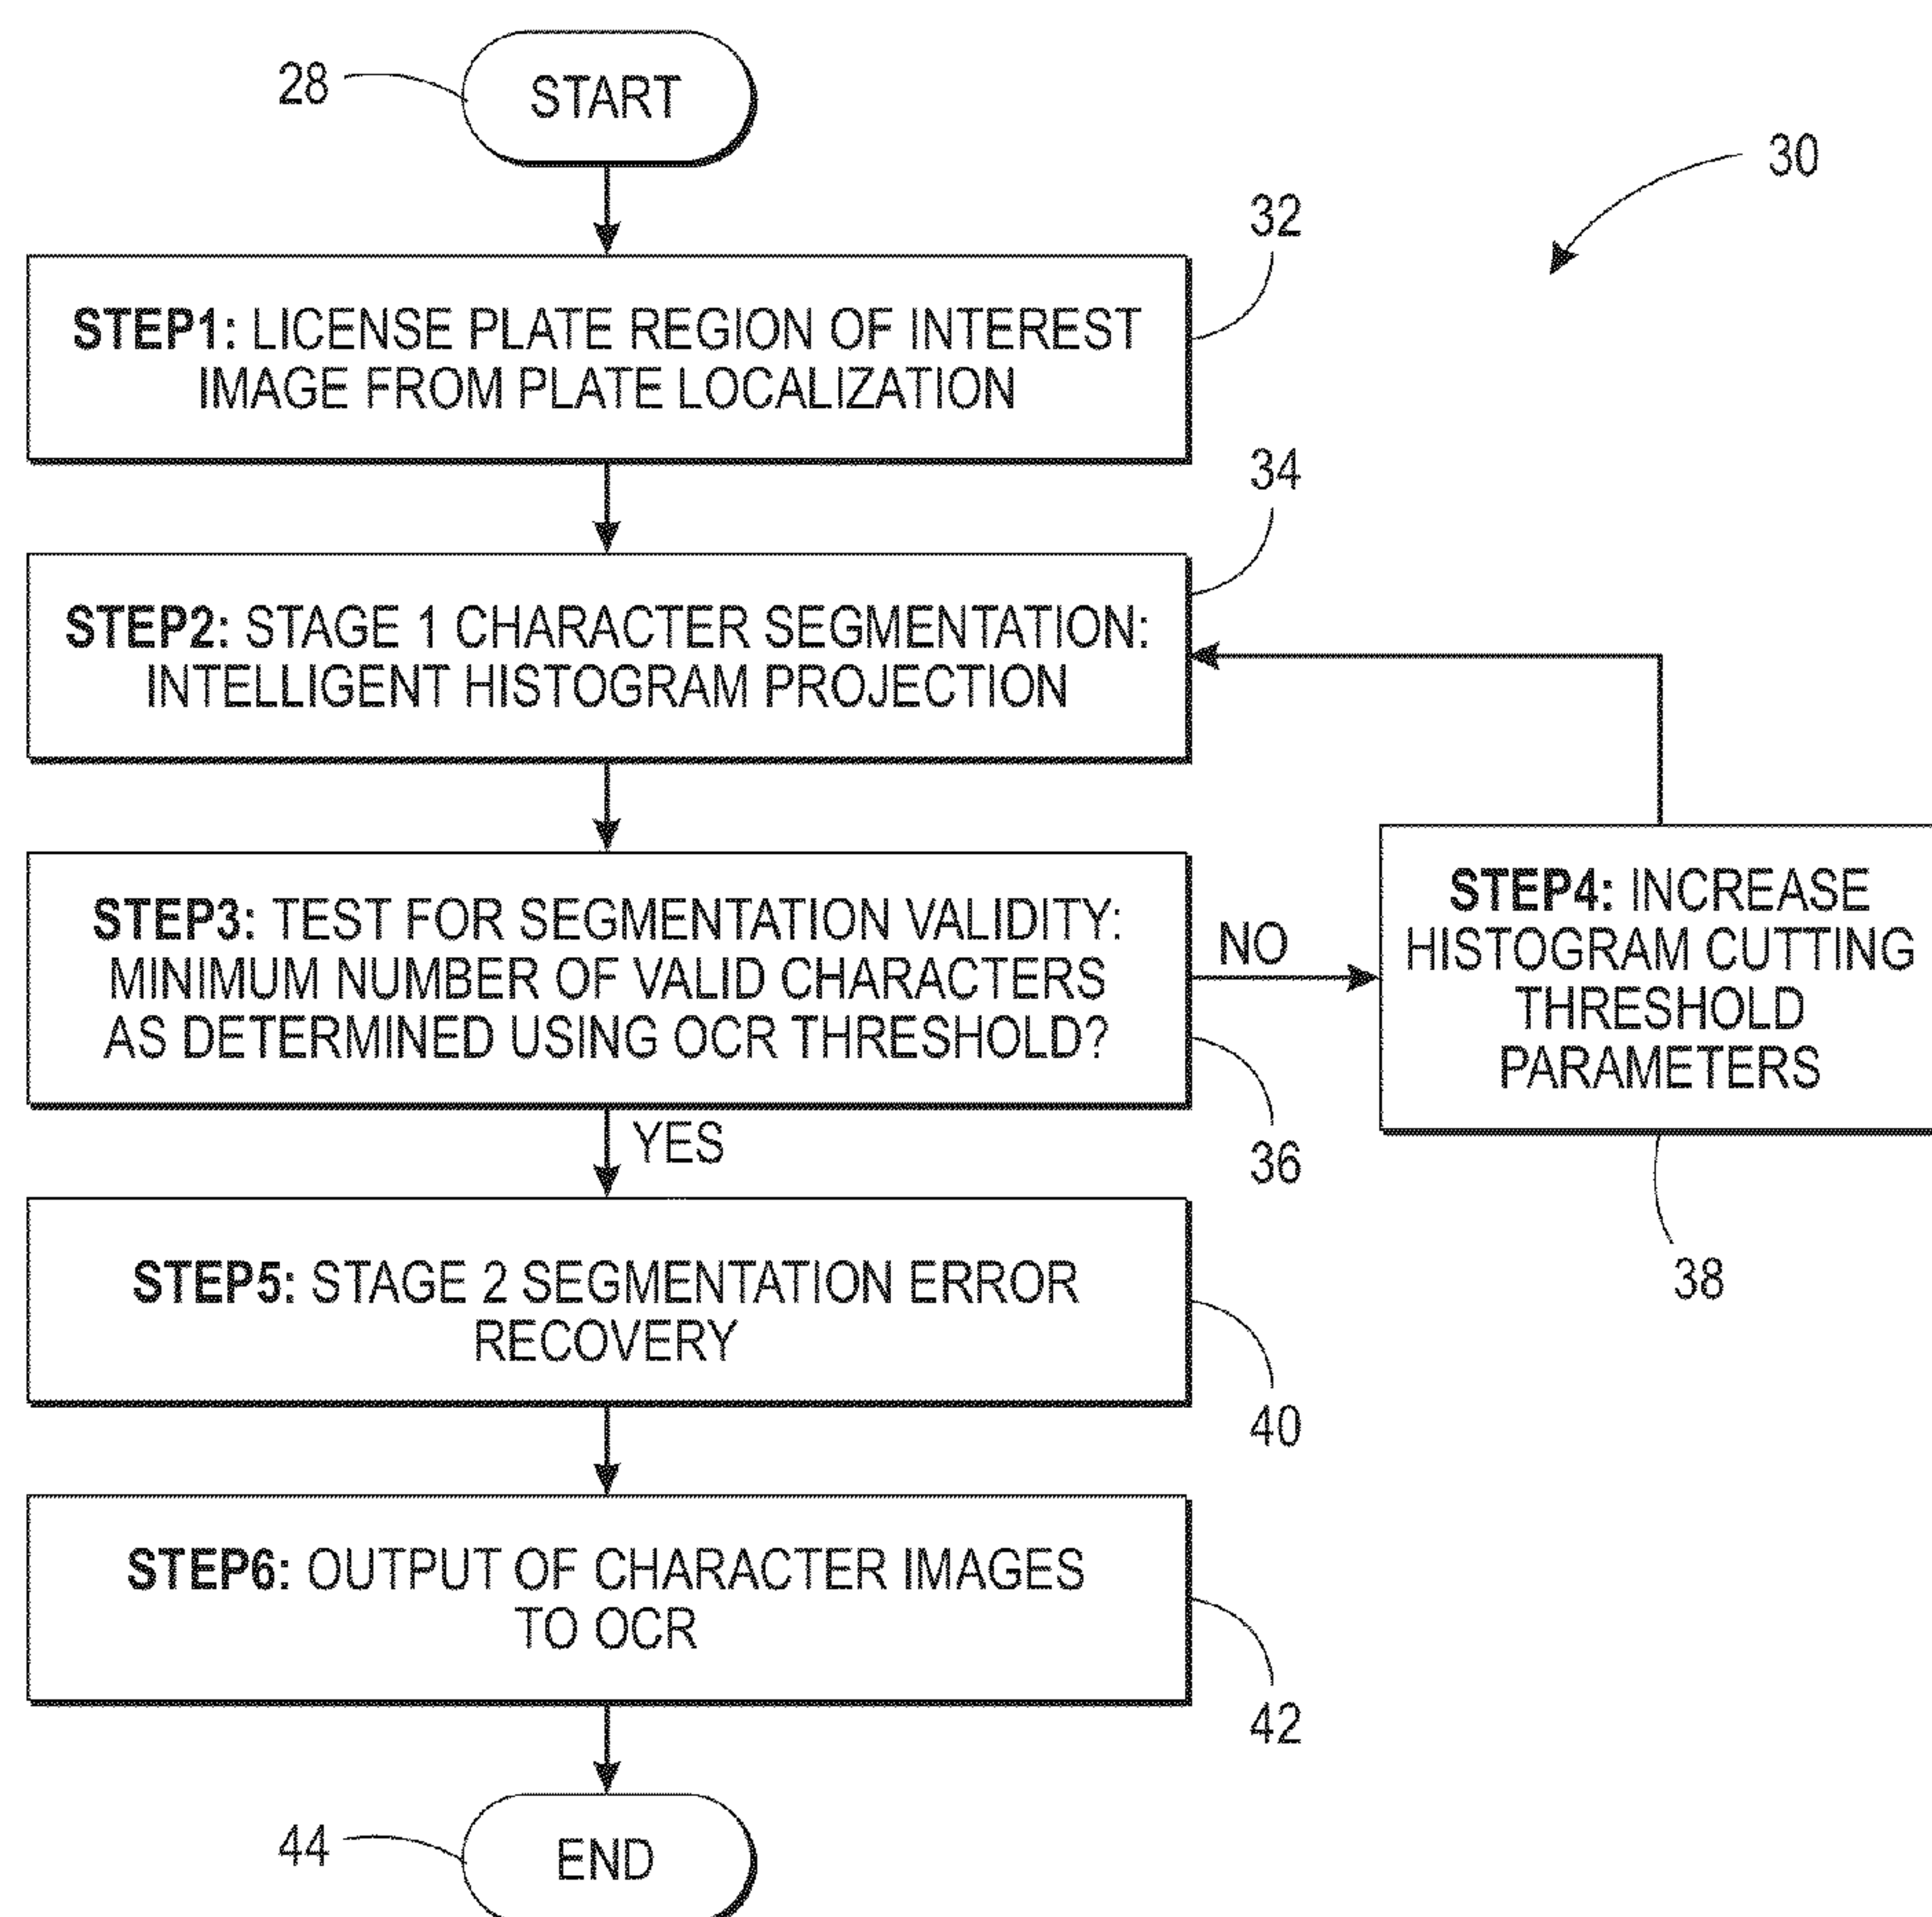 28
START
30
32
STEP1: LICENSE PLATE REGION OF INTEREST
IMAGE FROM PLATE LOCALIZATION
34
STEP2: STAGE 1 CHARACTER SEGMENTATION:
INTELLIGENT HISTOGRAM PROJECTION
STEP3: TEST FOR SEGMENTATION VALIDITY:
MINIMUM NUMBER OF VALID CHARACTERS
AS DETERMINED USING OCR THRESHOLD?
36
NO
STEP4: INCREASE
HISTOGRAM CUTTING
THRESHOLD
PARAMETERS
38
YES
STEP5: STAGE 2 SEGMENTATION ERROR
RECOVERY
40
STEP6: OUTPUT OF CHARACTER IMAGES
TO OCR
42
44
END